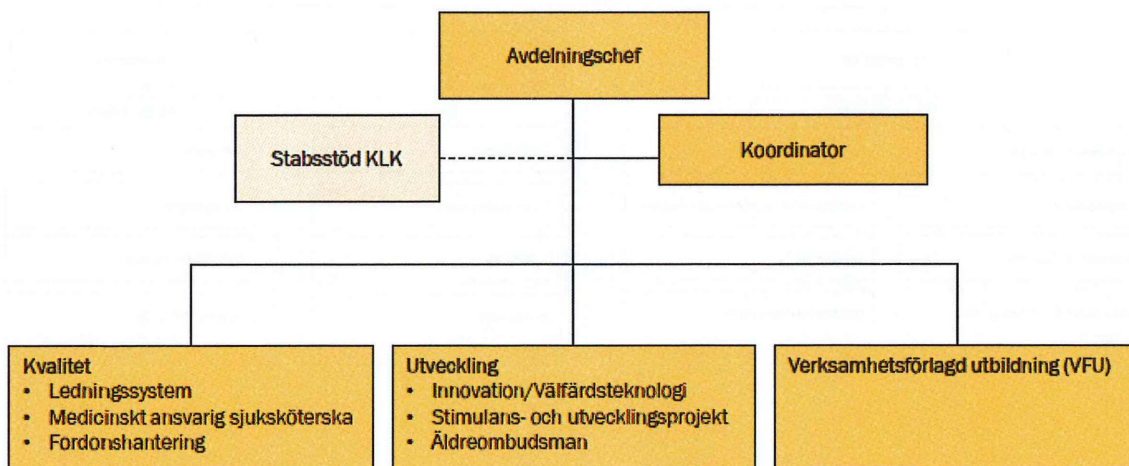 Avdelningschef
Stabsstöd KLK
Koordinator
Kvalitet
• Ledningssystem
• Medicinskt ansvarig sjuksköterska
• Fordonshantering
Utveckling
• Innovation/Välfärdsteknologi
• Stimulans- och utvecklingsprojekt
• Äldreombudsman
Verksamhetsförlagd utbildning (VFU)